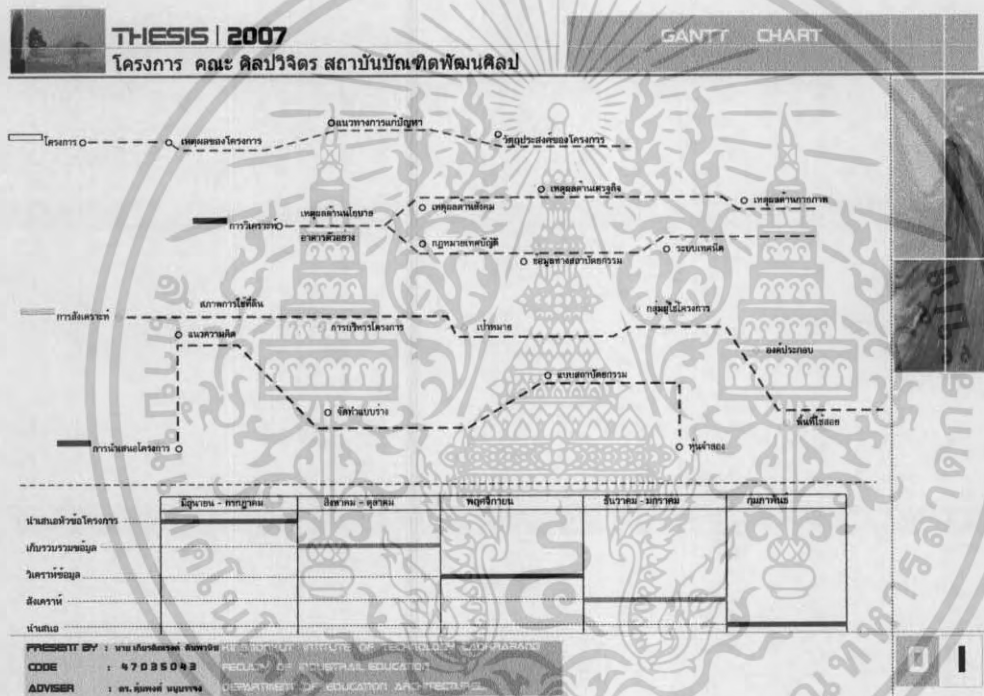 THESIS | 2007
GANTT CHART
โครงการ คณะ ศิลปวิจิตร สถาบันบัณฑิตพัฒนศิลป
แนวทางการแก้ปัญหา
โครงการ
เหตุผลของโครงการ
วัตถุประสงค์ของโครงการ
เหตุผลด้านเศรษฐกิจ
เหตุผลด้านนโยบาย
เหตุผลด้านสังคม
เหตุผลด้านกายภาพ
การวิเคราะห์
อาคารตัวอย่าง
กฎหมายเทศบัญัติ
ระบบเทคนิค
ข้อมูลทางสถาปัตยกรรม
สภาพการใช้ที่ดิน
กลุ่มผู้ใช้โครงการ
การสังเคราะห์
แนวความคิด
การบริหารโครงการ
เป้าหมาย
องค์ประกอบ
แบบสถาปัตยกรรม
จัดทำแบบร่าง
พื้นที่ใช้สอย
การนำเสนอโครงการ
หุ่นจำลอง
มิถุนายน - กรกฎาคม
สิงหาคม - ตุลาคม
พฤศจิกายน
ธันวาคม - มกราคม
กุมภาพันธ์
นำเสนอหัวข้อโครงการ
เก็บรวบรวมข้อมูล
วิเคราห์ข้อมูล
สังเคราห์
นำเสนอ
PRESENT BY : นาย
INSTITUTE OF TECHNOLOGY LADKRABANG
CODE : 47035043
OF INDUSTRIAL EDUCATION
ADVISER : ดร.
DEPARTMENT OF EDUCATION
01